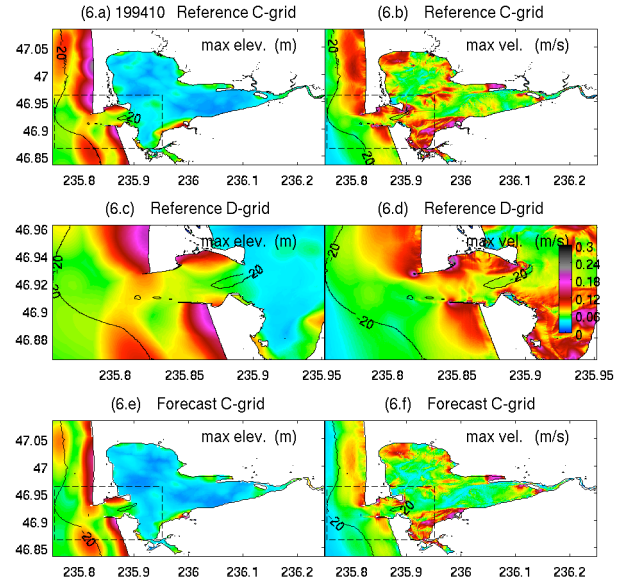 (6.a) 199410 Reference C-grid
(6.b) Reference C-grid
max elev. (m)
max vel. (m/s)
47.05
47
46.95
46.9
46.85
20
20
20
20
235.8 235.9 236 236.1 236.2
235.8 235.9 236 236.1 236.2
(6.c) Reference D-grid
(6.d) Reference D-grid
max elev. (m)
max vel. (m/s)
46.96
46.94
46.92
46.9
46.88
-20
20
20
-20
20
0.3
0.24
0.18
0.12
0.06
0
235.8 235.85 235.9 235.95
235.8 235.85 235.9 235.95
(6.e) Forecast C-grid
(6.f) Forecast C-grid
max elev. (m)
max vel. (m/s)
47.05
47
46.95
46.9
46.85
-20
20
-20
235.8 235.9 236 236.1 236.2
235.8 235.9 236 236.1 236.2